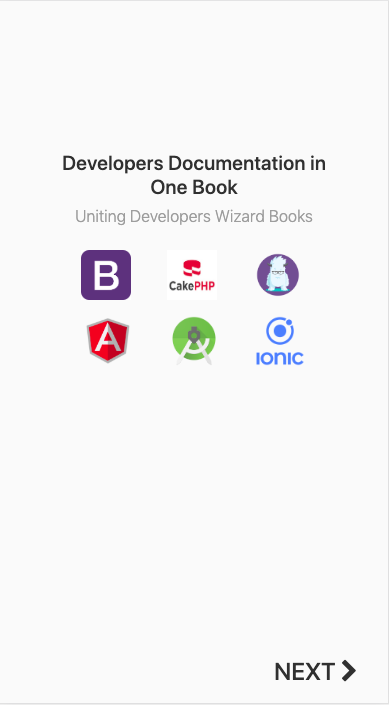 Developers Documentation in
One Book
Uniting Developers Wizard Books
B
CakePHP
A
IONIC
NEXT